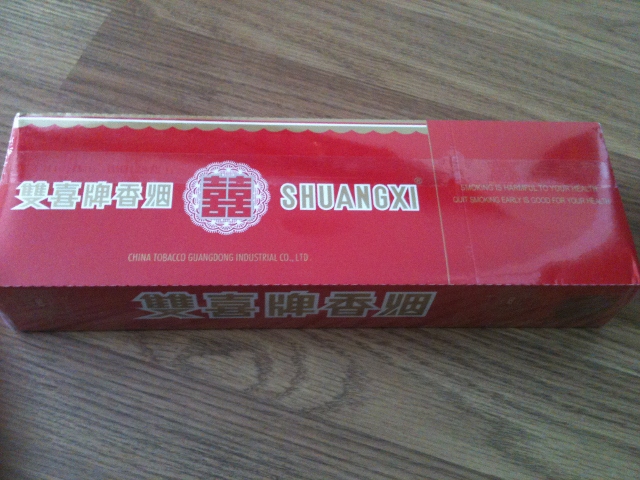 雙喜牌香烟 囍 SHUANGXI®
SMOKING IS HARMFUL TO YOUR HEALTH
QUIT SMOKING EARLY IS GOOD FOR YOUR HEALTH
CHINA TOBACCO GUANGDONG INDUSTRIAL CO., LTD
雙喜牌香烟